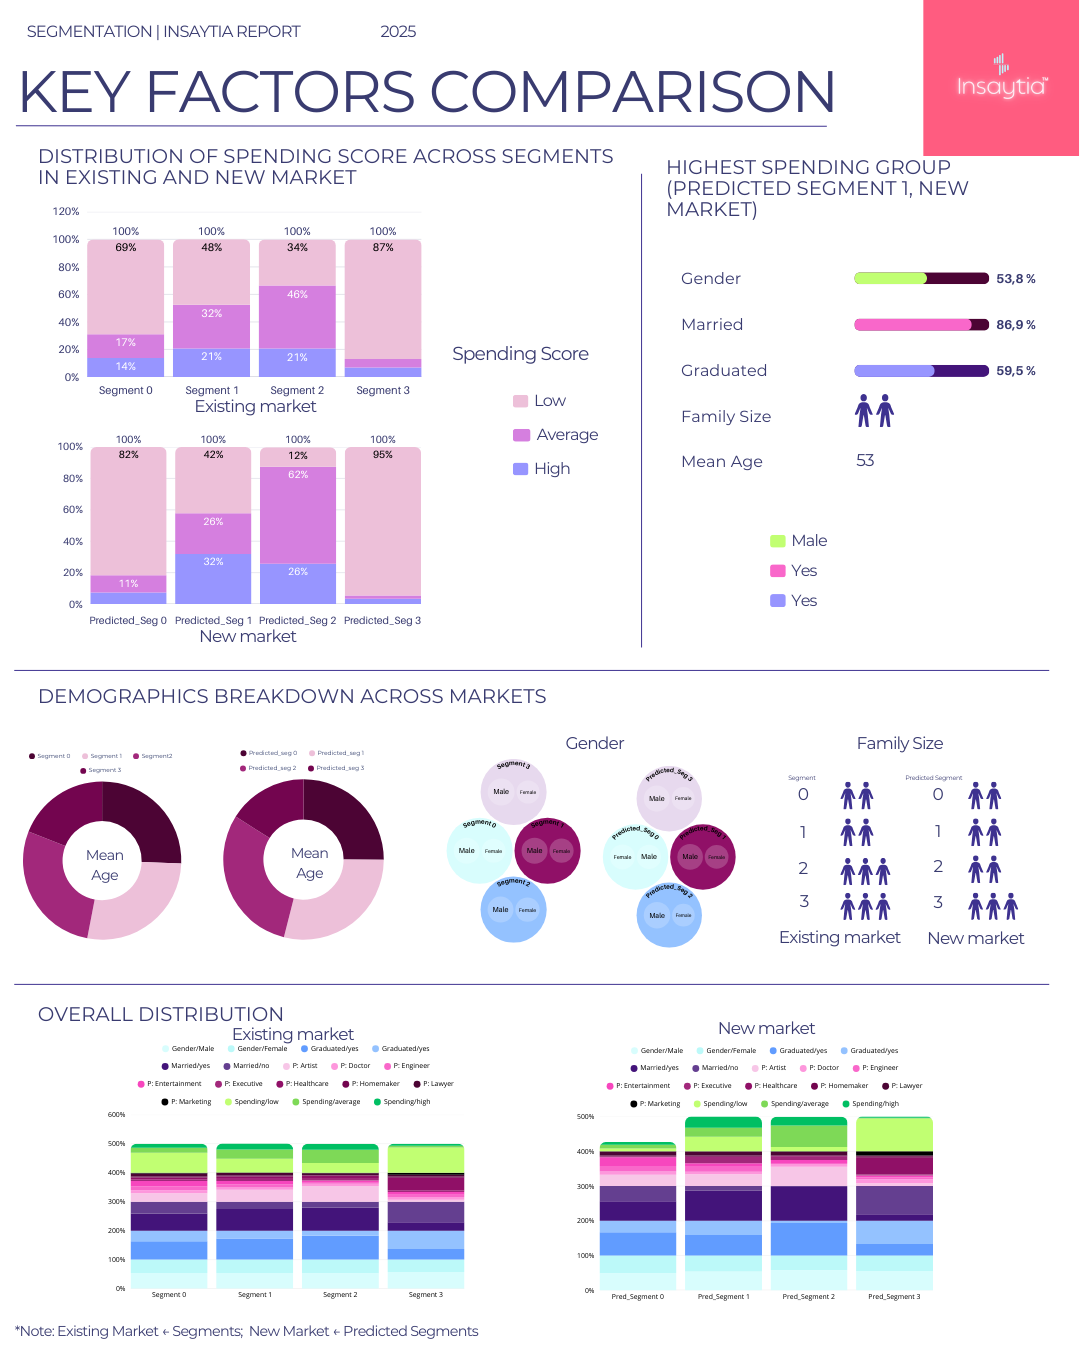 SEGMENTATION | INSAYTIA REPORT 2025
KEY FACTORS COMPARISON
Insaytia™
DISTRIBUTION OF SPENDING SCORE ACROSS SEGMENTS
IN EXISTING AND NEW MARKET
120%
100%
80%
60%
40%
20%
0%
100% 100% 100% 100%
69% 48% 34% 87%
17% 32% 46%
14% 21% 21%
Segment 0 Segment 1 Segment 2 Segment 3
Existing market
100%
80%
60%
40%
20%
0%
100% 100% 100% 100%
82% 42% 12% 95%
11% 26% 62%
32% 26%
Predicted_Seg 0 Predicted_Seg 1 Predicted_Seg 2 Predicted_Seg 3
New market
Spending Score
Low
Average
High
HIGHEST SPENDING GROUP
(PREDICTED SEGMENT 1, NEW
MARKET)
Gender 53,8 %
Married 86,9 %
Graduated 59,5 %
Family Size
Mean Age 53
Male
Yes
Yes
DEMOGRAPHICS BREAKDOWN ACROSS MARKETS
Segment 0 Segment 1 Segment2
Segment 3
Mean
Age
Predicted_seg 0 Predicted_seg 1
Predicted_seg 2 Predicted_seg 3
Mean
Age
Gender
Segment 3
Male Female
Segment 0
Male Female
Segment 1
Male Female
Segment 2
Male Female
Predicted_Seg 3
Male Female
Predicted_Seg 0
Female Male
Predicted_Seg 1
Male Female
Predicted_Seg 2
Male Female
Family Size
Segment Predicted Segment
0 0
1 1
2 2
3 3
Existing market New market
OVERALL DISTRIBUTION
Existing market
Gender/Male Gender/Female Graduated/yes Graduated/yes
Married/yes Married/no P: Artist P: Doctor P: Engineer
P: Entertainment P: Executive P: Healthcare P: Homemaker P: Lawyer
P: Marketing Spending/low Spending/average Spending/high
600%
500%
400%
300%
200%
100%
0%
Segment 0 Segment 1 Segment 2 Segment 3
New market
Gender/Male Gender/Female Graduated/yes Graduated/yes
Married/yes Married/no P: Artist P: Doctor P: Engineer
P: Entertainment P: Executive P: Healthcare P: Homemaker P: Lawyer
P: Marketing Spending/low Spending/average Spending/high
500%
400%
300%
200%
100%
0%
Pred_Segment 0 Pred_Segment 1 Pred_Segment 2 Pred_Segment 3
*Note: Existing Market ← Segments; New Market ← Predicted Segments